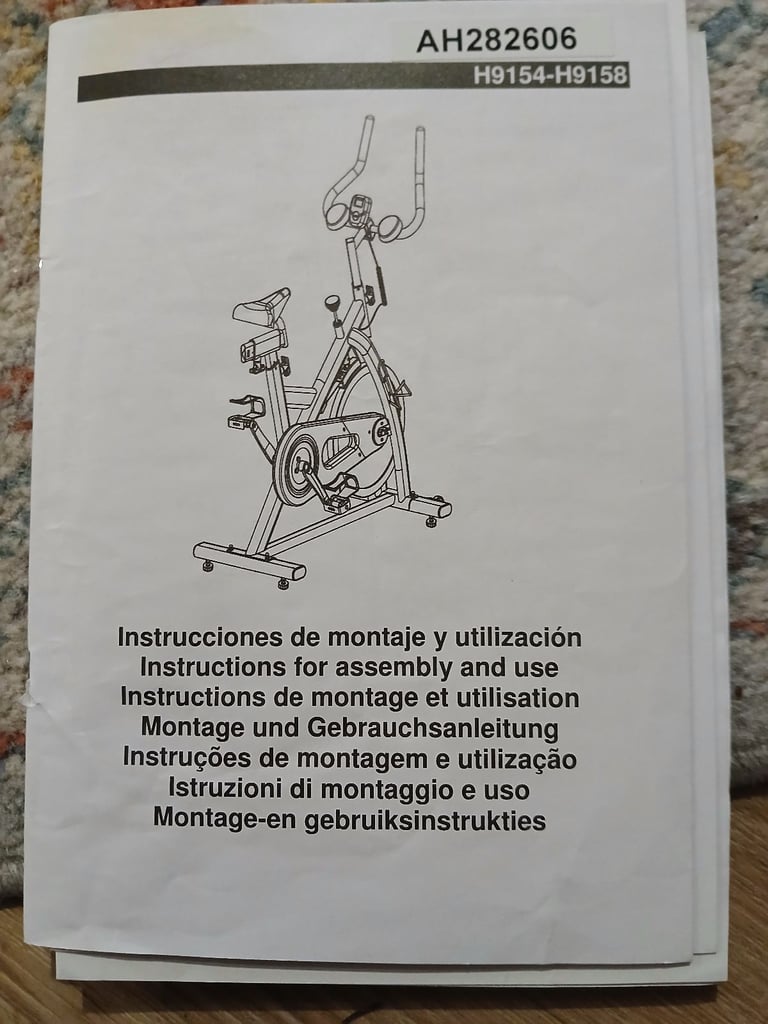 AH282606
H9154-H9158
Instrucciones de montaje y utilización
Instructions for assembly and use
Instructions de montage et utilisation
Montage und Gebrauchsanleitung
Instruções de montagem e utilização
Istruzioni di montaggio e uso
Montage-en gebruiksinstrukties